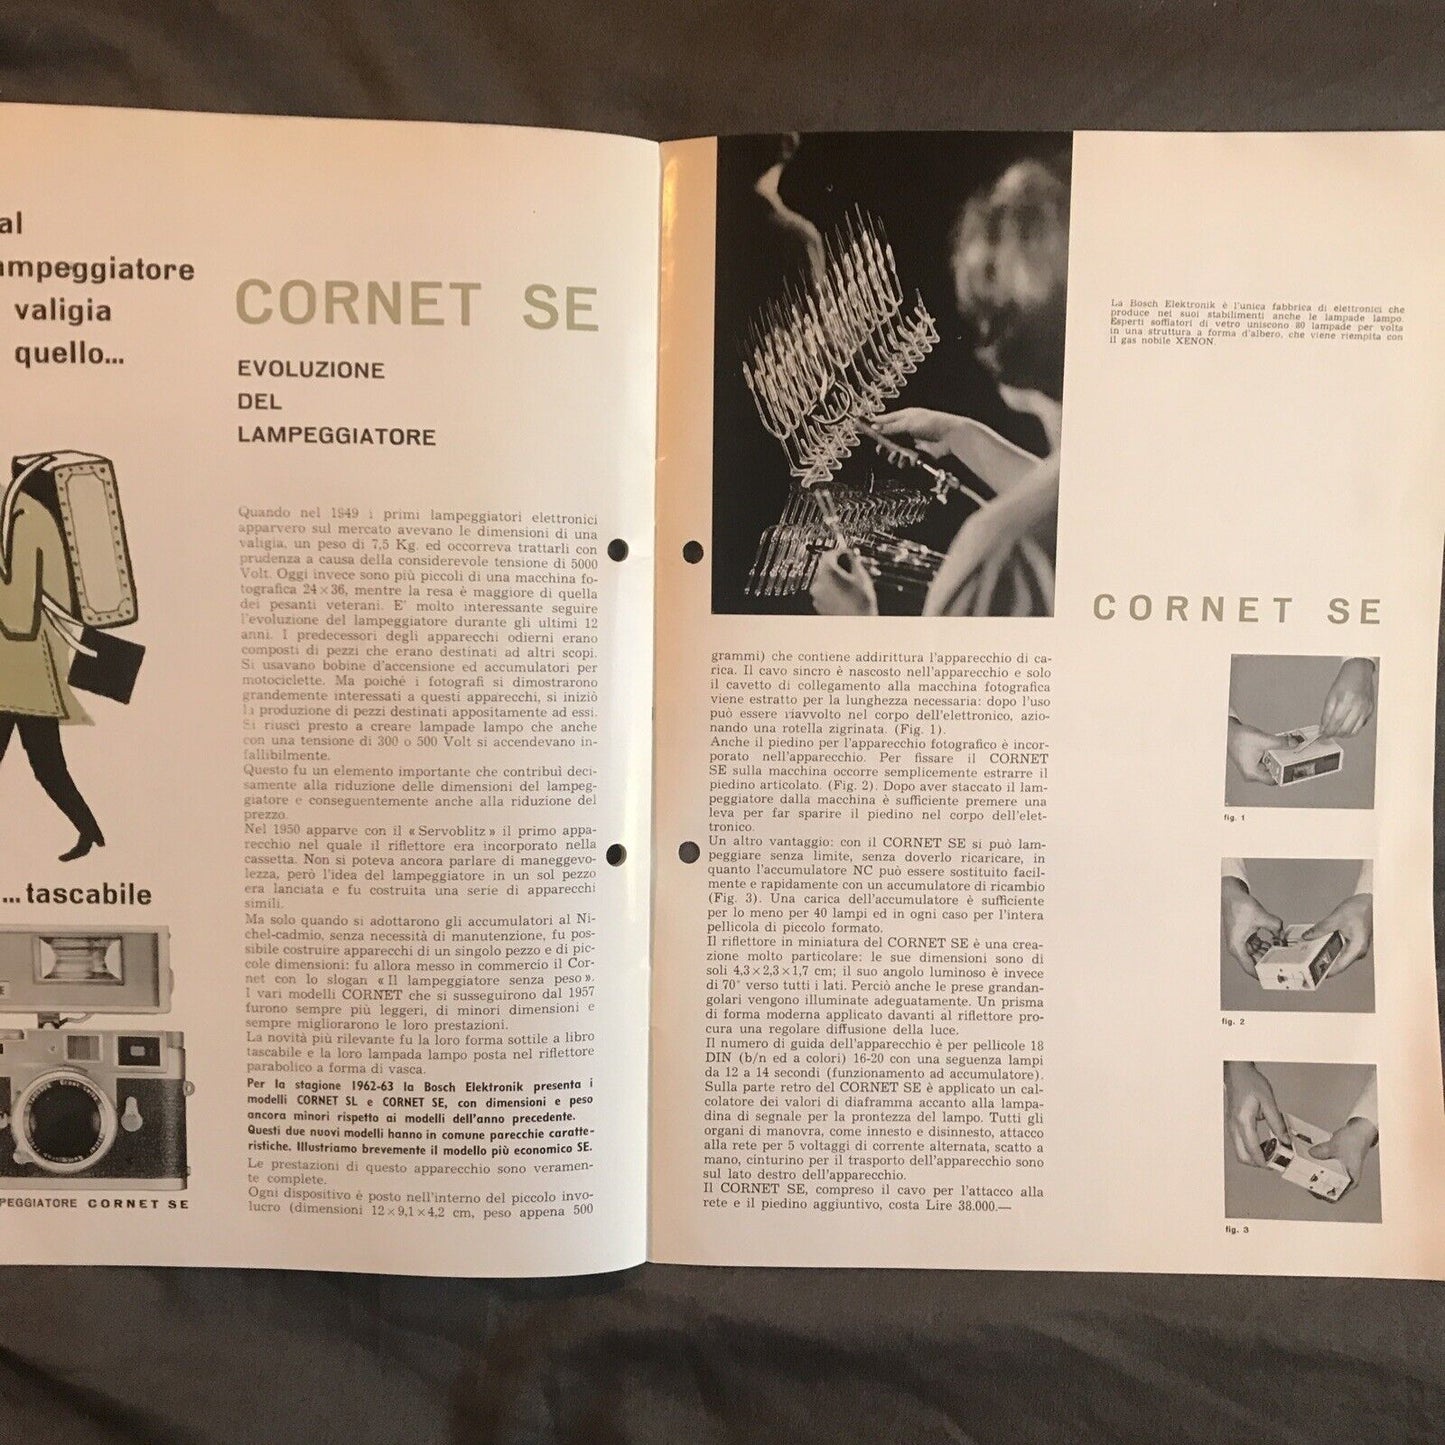 al
ampeggiatore
valigia
quello...
...tascabile
PEGGIATORE CORNET SE
CORNET SE
EVOLUZIONE
DEL
LAMPEGGIATORE
Quando nel 1949 i primi lampeggiatori elettronici
apparvero sul mercato avevano le dimensioni di una
valigia, un peso di 7,5 Kg. ed occorreva trattarli con
prudenza a causa della considerevole tensione di 5000
Volt. Oggi invece sono più piccoli di una macchina fo-
tografica 24×36, mentre la resa è maggiore di quella
dei pesanti veterani. E' molto interessante seguire
l'evoluzione del lampeggiatore durante gli ultimi 12
anni. I predecessori degli apparecchi odierni erano
composti di pezzi che erano destinati ad altri scopi.
Si usavano bobine d'accensione ed accumulatori per
motociclette. Ma poiché i fotografi si dimostrarono
grandemente interessati a questi apparecchi, si iniziò
la produzione di pezzi destinati appositamente ad essi.
Si riuscì presto a creare lampade lampo che anche
con una tensione di 300 o 500 Volt si accendevano in-
fallibilmente.
Questo fu un elemento importante che contribuì deci-
samente alla riduzione delle dimensioni del lampeg-
giatore e conseguentemente anche alla riduzione del
prezzo.
Nel 1950 apparve con il «Servoblitz» il primo appa-
recchio nel quale il riflettore era incorporato nella
cassetta. Non si poteva ancora parlare di maneggevo-
lezza, però l'idea del lampeggiatore in un sol pezzo
era lanciata e fu costruita una serie di apparecchi
simili.
Ma solo quando si adottarono gli accumulatori al Ni-
chel-cadmio, senza necessità di manutenzione, fu pos-
sibile costruire apparecchi di un singolo pezzo e di pic-
cole dimensioni: fu allora messo in commercio il Cor-
net con lo slogan «Il lampeggiatore senza peso».
I vari modelli CORNET che si susseguirono dal 1957
furono sempre più leggeri, di minori dimensioni e
sempre migliorarono le loro prestazioni.
La novità più rilevante fu la loro forma sottile a libro
tascabile e la loro lampada lampo posta nel riflettore
parabolico a forma di vasca.
Per la stagione 1962-63 la Bosch Elektronik presenta i
modelli CORNET SL e CORNET SE, con dimensioni e peso
ancora minori rispetto ai modelli dell'anno precedente.
Questi due nuovi modelli hanno in comune parecchie caratte-
ristiche. Illustriamo brevemente il modello più economico SE.
Le prestazioni di questo apparecchio sono veramen-
te complete.
Ogni dispositivo è posto nell'interno del piccolo invo-
lucro (dimensioni 12×9,1×4,2 cm, peso appena 500
La Bosch Elektronik è l'unica fabbrica di elettronici che
produce nei suoi stabilimenti anche le lampade lampo.
Esperti soffiatori di vetro uniscono 80 lampade per volta
in una struttura a forma d'albero, che viene riempita con
il gas nobile XENON.
CORNET SE
grammi) che contiene addirittura l'apparecchio di ca-
rica. Il cavo sincro è nascosto nell'apparecchio e solo
il cavetto di collegamento alla macchina fotografica
viene estratto per la lunghezza necessaria: dopo l'uso
può essere riavvolto nel corpo dell'elettronico, azio-
nando una rotella zigrinata. (Fig. 1).
Anche il piedino per l'apparecchio fotografico è incor-
porato nell'apparecchio. Per fissare il CORNET
SE sulla macchina occorre semplicemente estrarre il
piedino articolato. (Fig. 2). Dopo aver staccato il lam-
peggiatore dalla macchina è sufficiente premere una
leva per far sparire il piedino nel corpo dell'elet-
tronico.
Un altro vantaggio: con il CORNET SE si può lam-
peggiare senza limite, senza doverlo ricaricare, in
quanto l'accumulatore NC può essere sostituito facil-
mente e rapidamente con un accumulatore di ricambio
(Fig. 3). Una carica dell'accumulatore è sufficiente
per lo meno per 40 lampi ed in ogni caso per l'intera
pellicola di piccolo formato.
Il riflettore in miniatura del CORNET SE è una crea-
zione molto particolare: le sue dimensioni sono di
soli 4,3×2,3×1,7 cm; il suo angolo luminoso è invece
di 70° verso tutti i lati. Perciò anche le prese grandan-
golari vengono illuminate adeguatamente. Un prisma
di forma moderna applicato davanti al riflettore pro-
cura una regolare diffusione della luce.
Il numero di guida dell'apparecchio è per pellicole 18
DIN (b/n ed a colori) 16-20 con una seguenza lampi
da 12 a 14 secondi (funzionamento ad accumulatore).
Sulla parte retro del CORNET SE è applicato un cal-
colatore dei valori di diaframma accanto alla lampa-
dina di segnale per la prontezza del lampo. Tutti gli
organi di manovra, come innesto e disinnesto, attacco
alla rete per 5 voltaggi di corrente alternata, scatto a
mano, cinturino per il trasporto dell'apparecchio sono
sul lato destro dell'apparecchio.
Il CORNET SE, compreso il cavo per l'attacco alla
rete e il piedino aggiuntivo, costa Lire 38.000.—
fig. 1
fig. 2
fig. 3